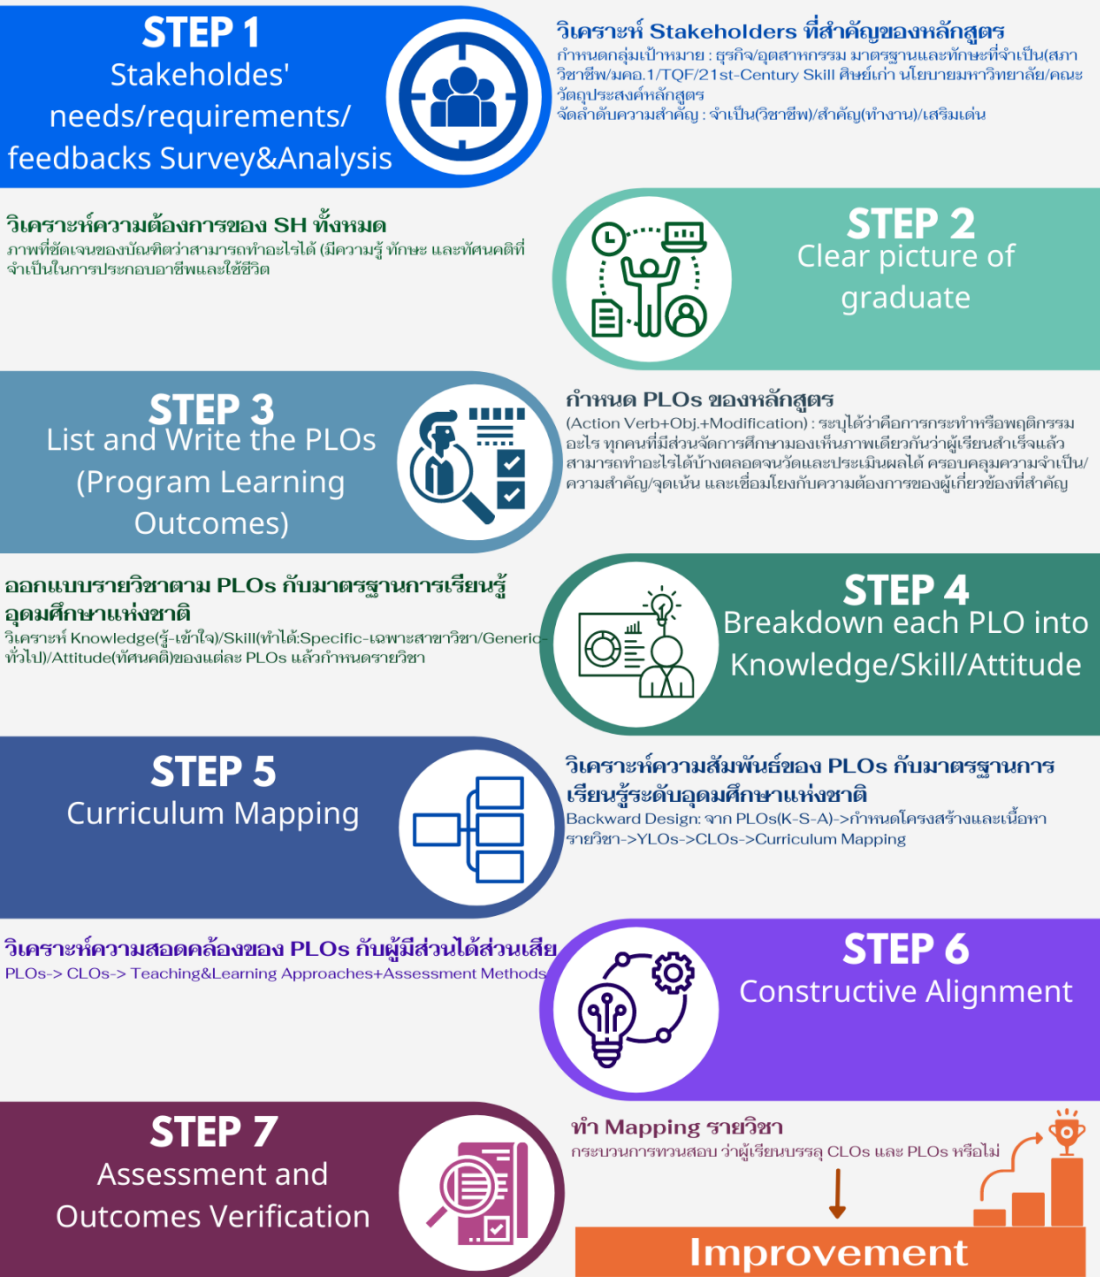 STEP 1
Stakeholdes'
needs/requirements/
feedbacks Survey&Analysis
วิเคราะห์ Stakeholders ที่สำคัญของหลักสูตร
กำหนดกลุ่มเป้าหมาย : ธุรกิจ/อุตสาหกรรม มาตรฐานและทักษะที่จำเป็น(สภา
วิชาชีพ/มคอ.1/TQF/21st-Century Skill ศิษย์เก่า นโยบายมหาวิทยาลัย/คณะ
วัตถุประสงค์หลักสูตร
จัดลำดับความสำคัญ : จำเป็น(วิชาชีพ)/สำคัญ(ทำงาน)/เสริมเด่น
วิเคราะห์ความต้องการของ SH ทั้งหมด
ภาพที่ชัดเจนของบัณฑิตว่าสามารถทำอะไรได้ (มีความรู้ ทักษะ และทัศนคติที่
จำเป็นในการประกอบอาชีพและใช้ชีวิต
STEP 2
Clear picture of
graduate
STEP 3
List and Write the PLOs
(Program Learning
Outcomes)
กำหนด PLOs ของหลักสูตร
(Action Verb+Obj.+Modification) : ระบุได้ว่าคือการกระทำหรือพฤติกรรม
อะไร ทุกคนที่มีส่วนจัดการศึกษามองเห็นภาพเดียวกันว่าผู้เรียนสำเร็จแล้ว
สามารถทำอะไรได้บ้างตลอดจนวัดและประเมินผลได้ ครอบคลุมความจำเป็น/
ความสำคัญ/จุดเน้น และเชื่อมโยงกับความต้องการของผู้เกี่ยวข้องที่สำคัญ
ออกแบบรายวิชาตาม PLOs กับมาตรฐานการเรียนรู้
อุดมศึกษาแห่งชาติ
วิเคราะห์ Knowledge(รู้-เข้าใจ)/Skill(ทำได้:Specific-เฉพาะสาขาวิชา/Generic-
ทั่วไป)/Attitude(ทัศนคติ)ของแต่ละ PLOs แล้วกำหนดรายวิชา
STEP 4
Breakdown each PLO into
Knowledge/Skill/Attitude
STEP 5
Curriculum Mapping
วิเคราะห์ความสัมพันธ์ของ PLOs กับมาตรฐานการ
เรียนรู้ระดับอุดมศึกษาแห่งชาติ
Backward Design: จาก PLOs(K-S-A)->กำหนดโครงสร้างและเนื้อหา
รายวิชา->YLOs->CLOs->Curriculum Mapping
วิเคราะห์ความสอดคล้องของ PLOs กับผู้มีส่วนได้ส่วนเสีย
PLOs-> CLOs-> Teaching&Learning Approaches+Assessment Methods
STEP 6
Constructive Alignment
STEP 7
Assessment and
Outcomes Verification
ทำ Mapping รายวิชา
กระบวนการทวนสอบ ว่าผู้เรียนบรรลุ CLOs และ PLOs หรือไม่
Improvement